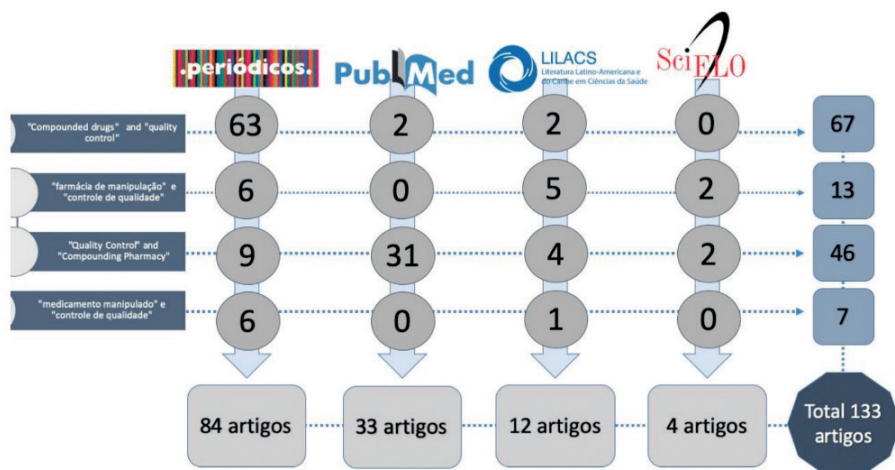 .periódicos.
PubMed
LILACS
Literatura Latino-Americana e
do Caribe em Ciências da Saúde
SciELO
"Compounded drugs" and "quality
control"
63 2 2 0 67
"farmácia de manipulação" e
"controle de qualidade"
6 0 5 2 13
"Quality Control" and
"Compounding Pharmacy"
9 31 4 2 46
"medicamento manipulado" e
"controle de qualidade"
6 0 1 0 7
84 artigos 33 artigos 12 artigos 4 artigos
Total 133
artigos